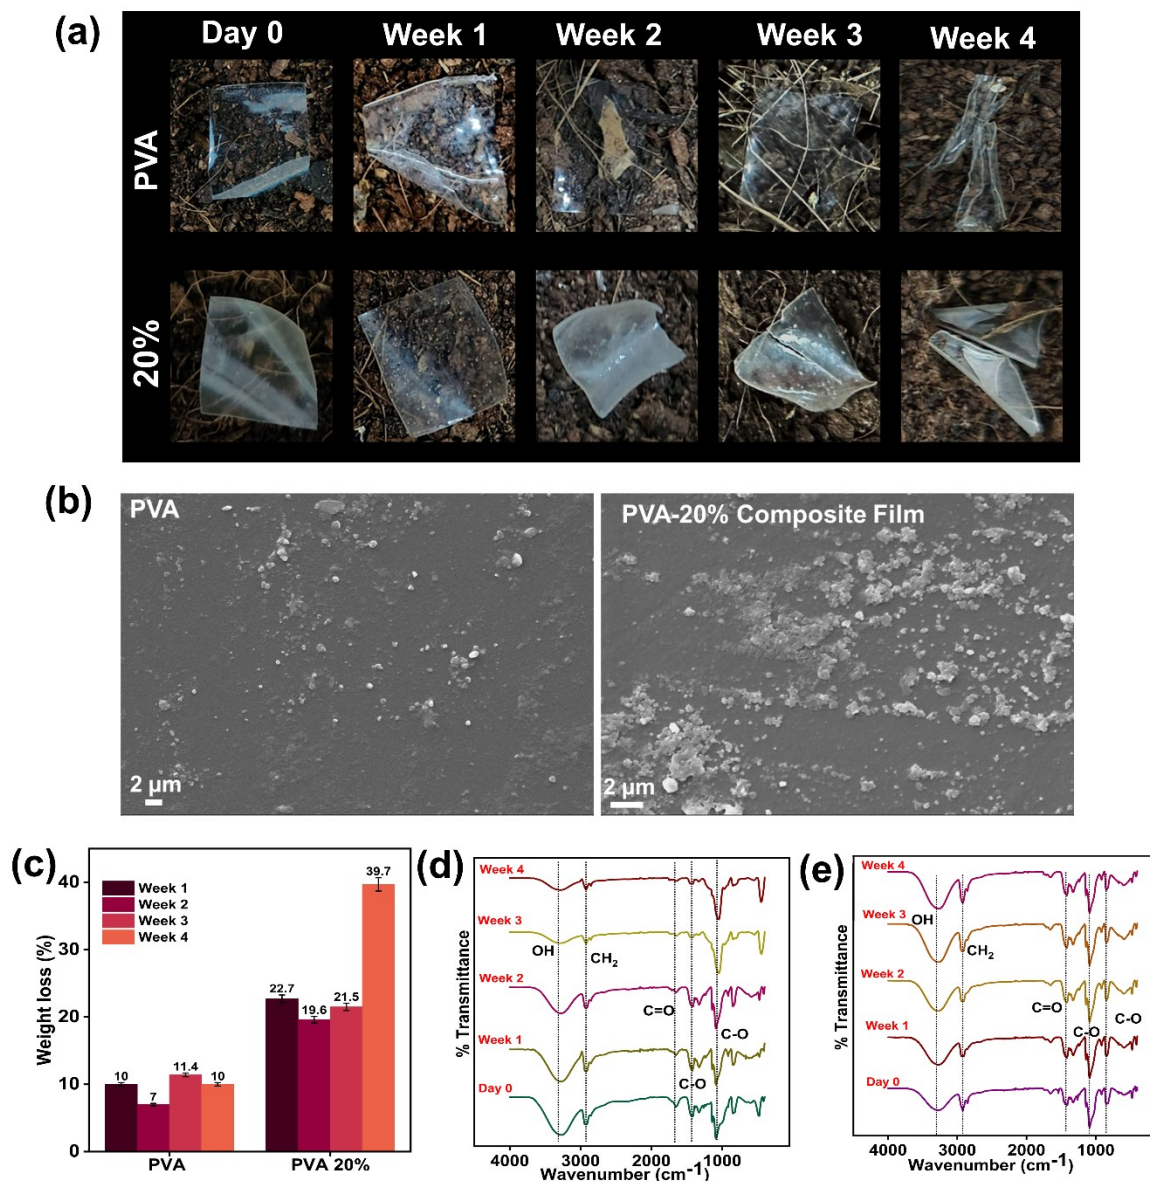 (a)
Day 0 Week 1 Week 2 Week 3 Week 4
PVA
20%
(b)
PVA
2 µm
PVA-20% Composite Film
2 µm
(c)
Weight loss (%)
40
30
20
10
0
Week 1
Week 2
Week 3
Week 4
10
7
11.4
10
22.7
19.6
21.5
39.7
PVA
PVA 20%
(d)
% Transmittance
Week 4
Week 3
OH
CH₂
Week 2
C=O
C-O
Week 1
C-O
Day 0
4000 3000 2000 1000
Wavenumber (cm⁻¹)
(e)
% Transmittance
Week 4
OH
Week 3
CH₂
Week 2
C=O
C-O
C-O
Week 1
Day 0
4000 3000 2000 1000
Wavenumber (cm⁻¹)